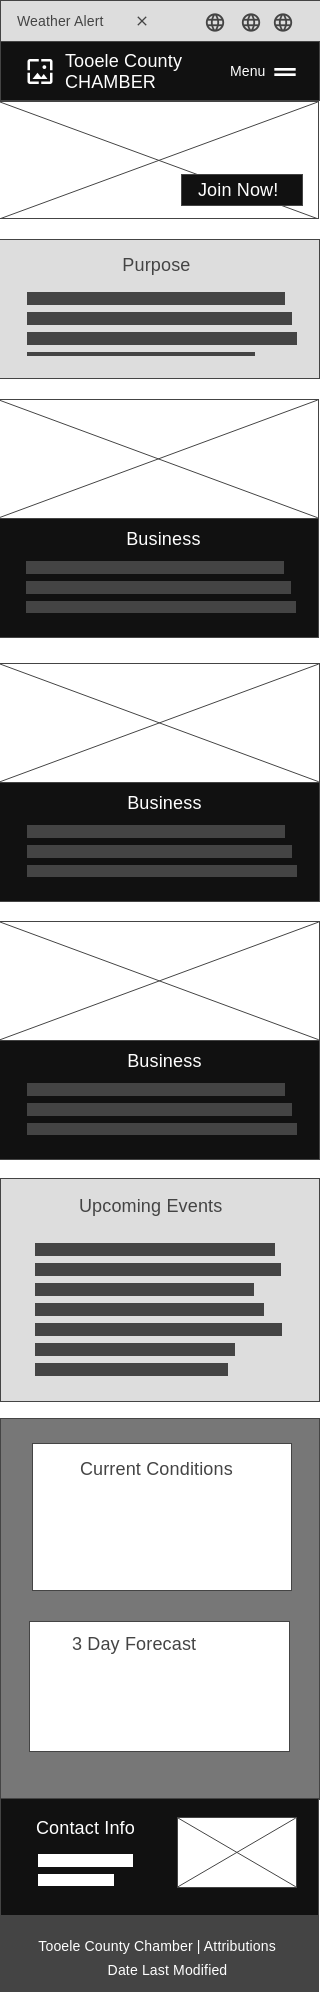 Weather Alert ×
Tooele County
CHAMBER
Menu
Join Now!
Purpose
Business
Business
Business
Upcoming Events
Current Conditions
3 Day Forecast
Contact Info
Tooele County Chamber | Attributions
Date Last Modified